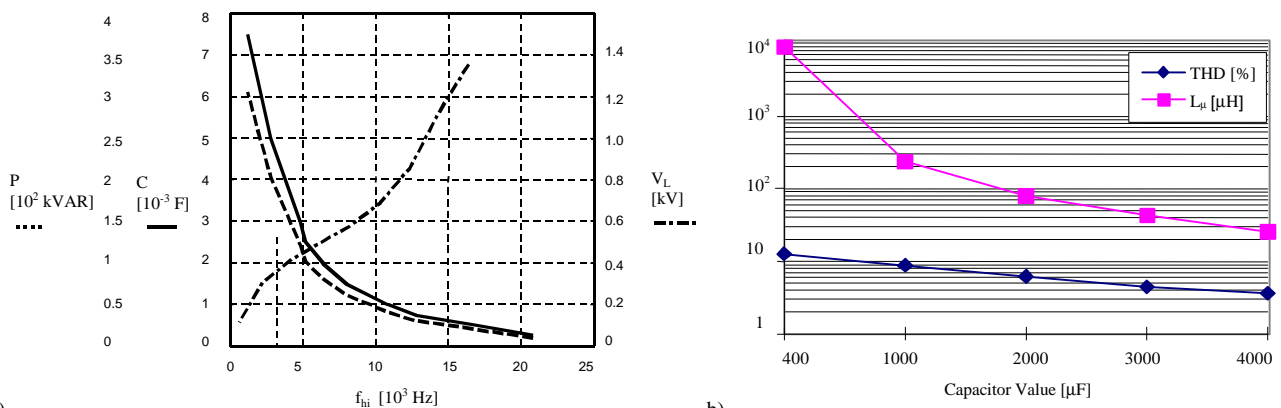 P
[10² kVAR]
4
3.5
3
2.5
2
1.5
1
0.5
0
C
[10⁻³ F]
8
7
6
5
4
3
2
1
0
1.4
1.2
1.0
0.8
0.6
0.4
0.2
0
V_L
[kV]
0 5 10 15 20 25
f_hi [10³ Hz]
10⁴
10³
10²
10
1
THD [%]
L_μ [μH]
400 1000 2000 3000 4000
Capacitor Value [μF]